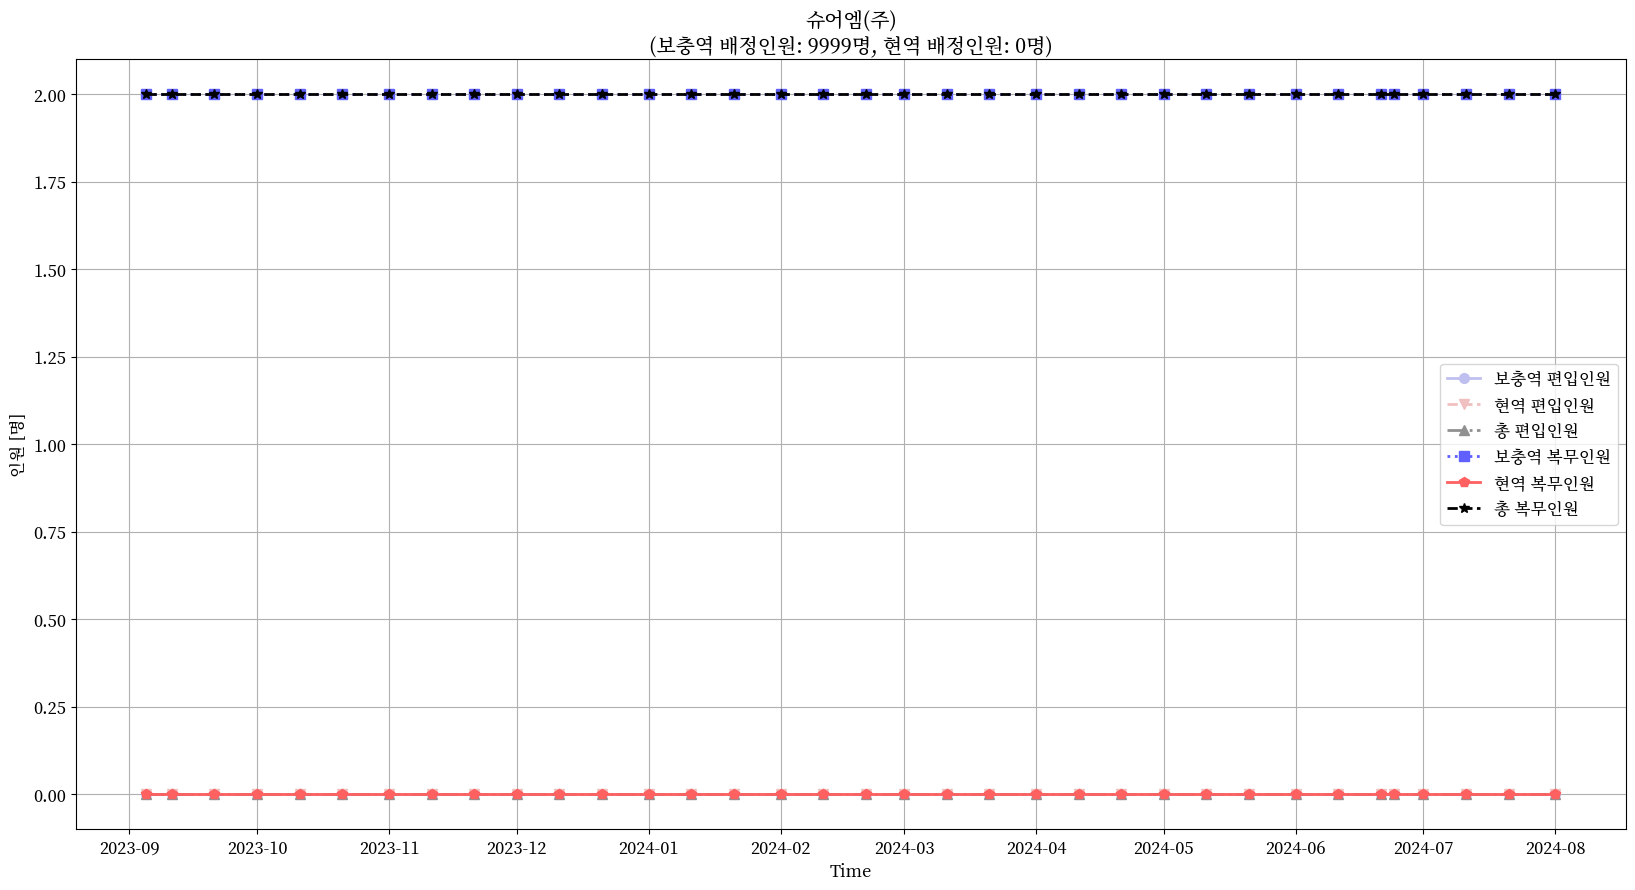 슈어엠(주)
(보충역 배정인원: 9999명, 현역 배정인원: 0명)
인원 [명]
2.00
1.75
1.50
1.25
1.00
0.75
0.50
0.25
0.00
보충역 편입인원
현역 편입인원
총 편입인원
보충역 복무인원
현역 복무인원
총 복무인원
2023-09 2023-10 2023-11 2023-12 2024-01 2024-02 2024-03 2024-04 2024-05 2024-06 2024-07 2024-08
Time